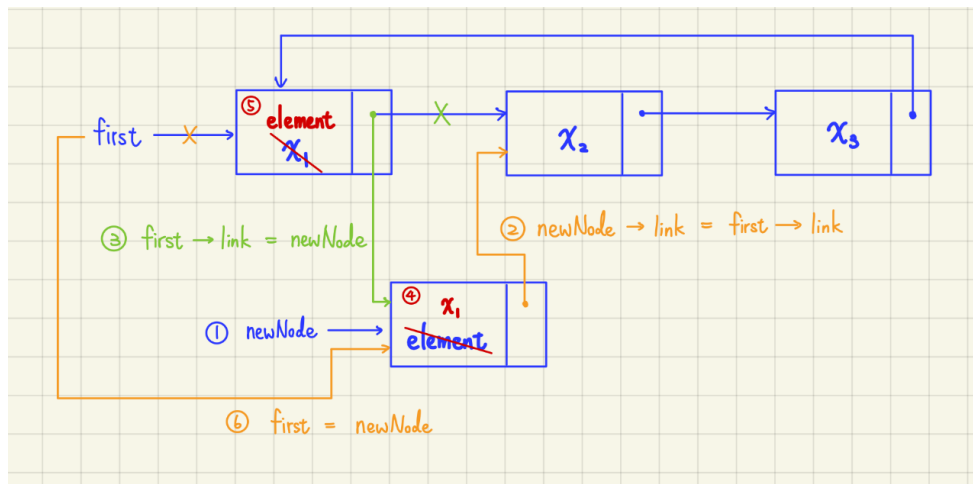 ⑤ element
first
x₁
x₂
x₃
③ first → link = newNode
② newNode → link = first → link
④ x₁
① newNode
element
⑥ first = newNode